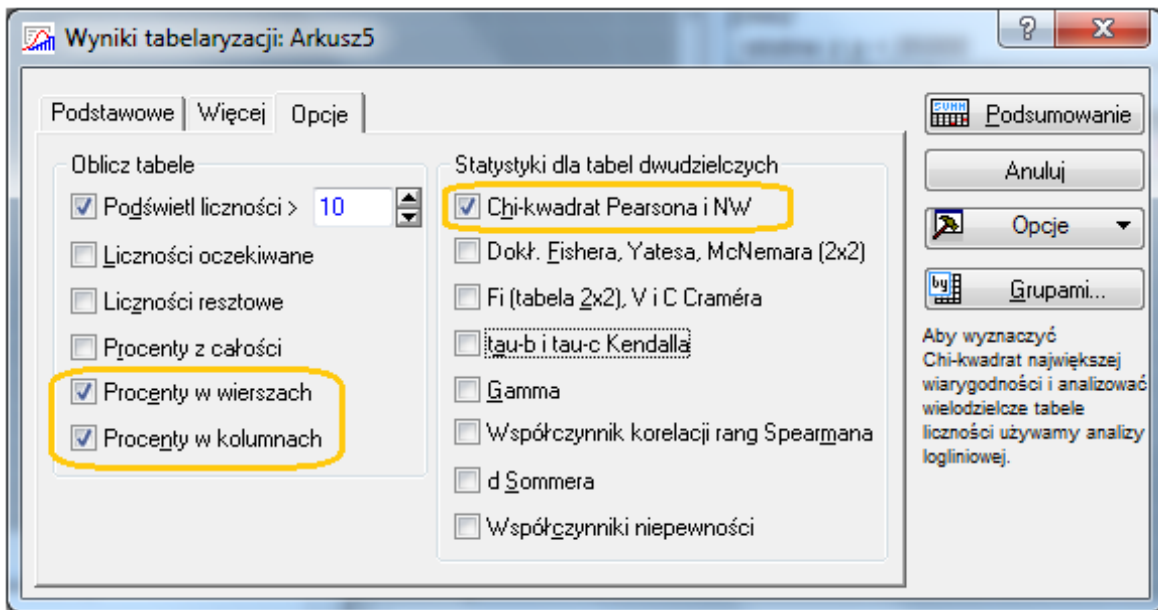 Wyniki tabelaryzacji: Arkusz5
Podstawowe
Więcej
Opcje
Oblicz tabele
Podświetl liczności >
10
Liczności oczekiwane
Liczności resztowe
Procenty z całości
Procenty w wierszach
Procenty w kolumnach
Statystyki dla tabel dwudzielczych
Chi-kwadrat Pearsona i NW
Dokł. Fishera, Yatesa, McNemara (2x2)
Fi (tabela 2x2), V i C Craméra
tau-b i tau-c Kendalla
Gamma
Współczynnik korelacji rang Spearmana
d Sommera
Współczynniki niepewności
SUMM
Podsumowanie
Anuluj
Opcje
by
Grupami...
Aby wyznaczyć
Chi-kwadrat największej
wiarygodności i analizować
wielodzielcze tabele
liczności używamy analizy
logliniowej.